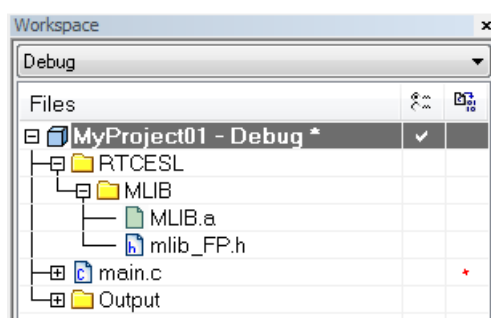 Workspace x
Debug
Files
MyProject01 - Debug *
RTCESL
MLIB
MLIB.a
mlib_FP.h
main.c
Output